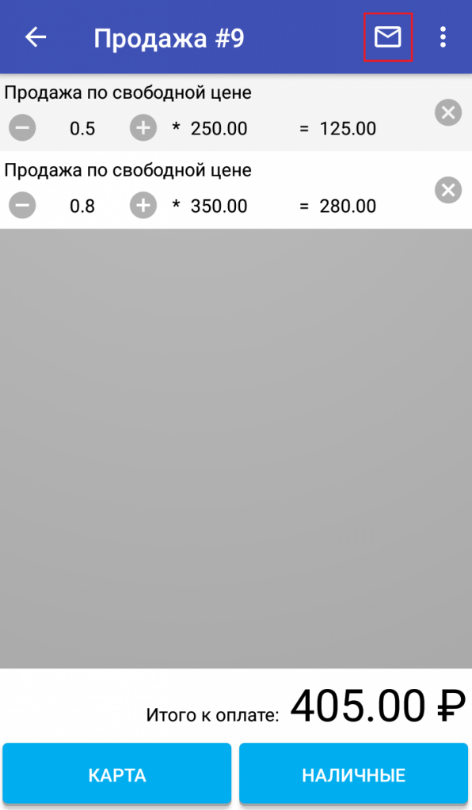 Продажа #9
Продажа по свободной цене
0.5 * 250.00 = 125.00
Продажа по свободной цене
0.8 * 350.00 = 280.00
Итого к оплате: 405.00 ₽
КАРТА НАЛИЧНЫЕ